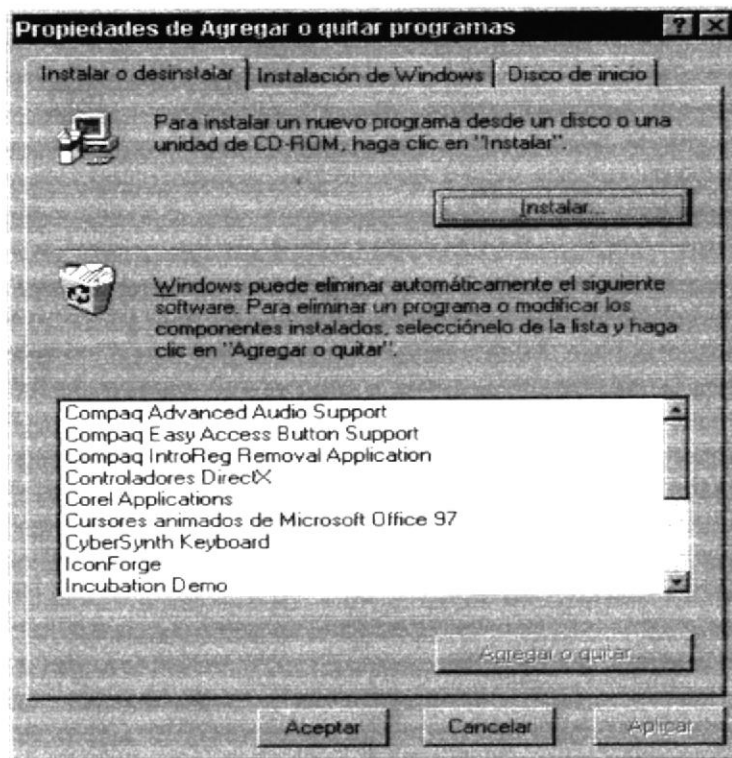 Propiedades de Agregar o quitar programas
Instalar o desinstalar
Instalación de Windows
Disco de inicio
Para instalar un nuevo programa desde un disco o una
unidad de CD-ROM, haga clic en "Instalar".
Instalar...
Windows puede eliminar automáticamente el siguiente
software. Para eliminar un programa o modificar los
componentes instalados, selecciónelo de la lista y haga
clic en "Agregar o quitar".
Compaq Advanced Audio Support
Compaq Easy Access Button Support
Compaq IntroReg Removal Application
Controladores DirectX
Corel Applications
Cursores animados de Microsoft Office 97
CyberSynth Keyboard
IconForge
Incubation Demo
Agregar o quitar...
Aceptar
Cancelar
Aplicar